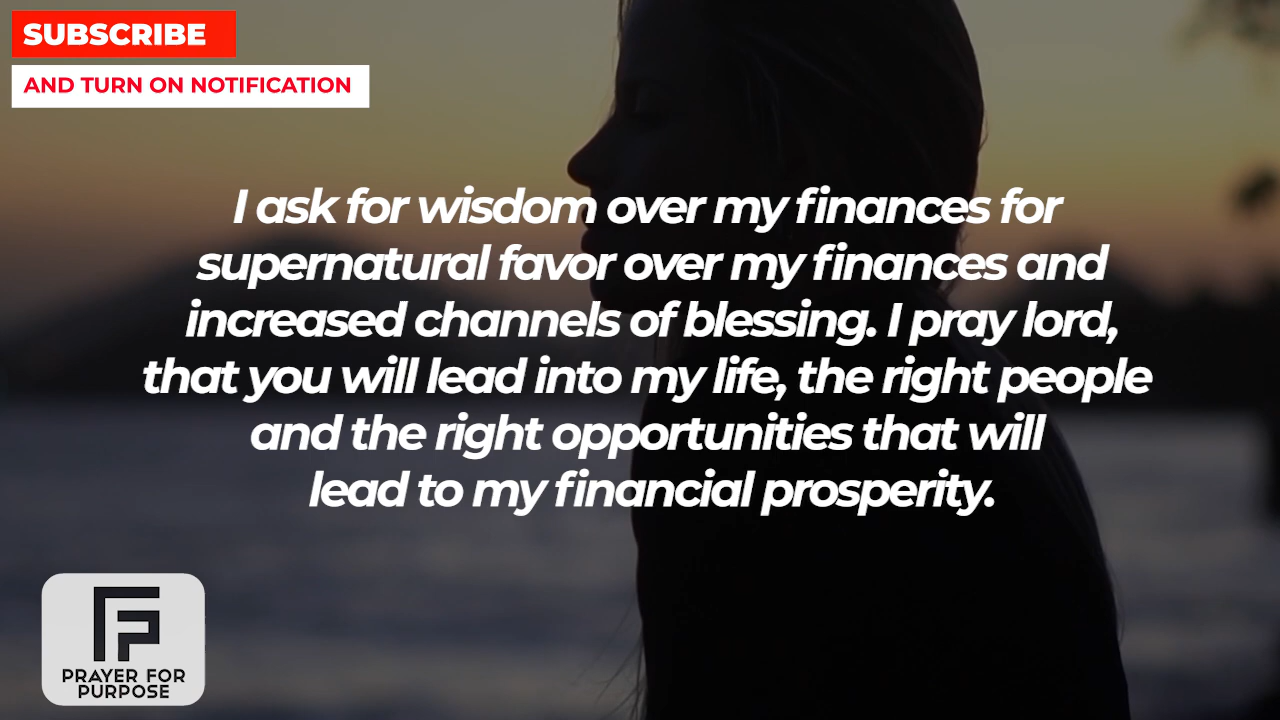 SUBSCRIBE
AND TURN ON NOTIFICATION
I ask for wisdom over my finances for
supernatural favor over my finances and
increased channels of blessing. I pray lord,
that you will lead into my life, the right people
and the right opportunities that will
lead to my financial prosperity.
PRAYER FOR
PURPOSE